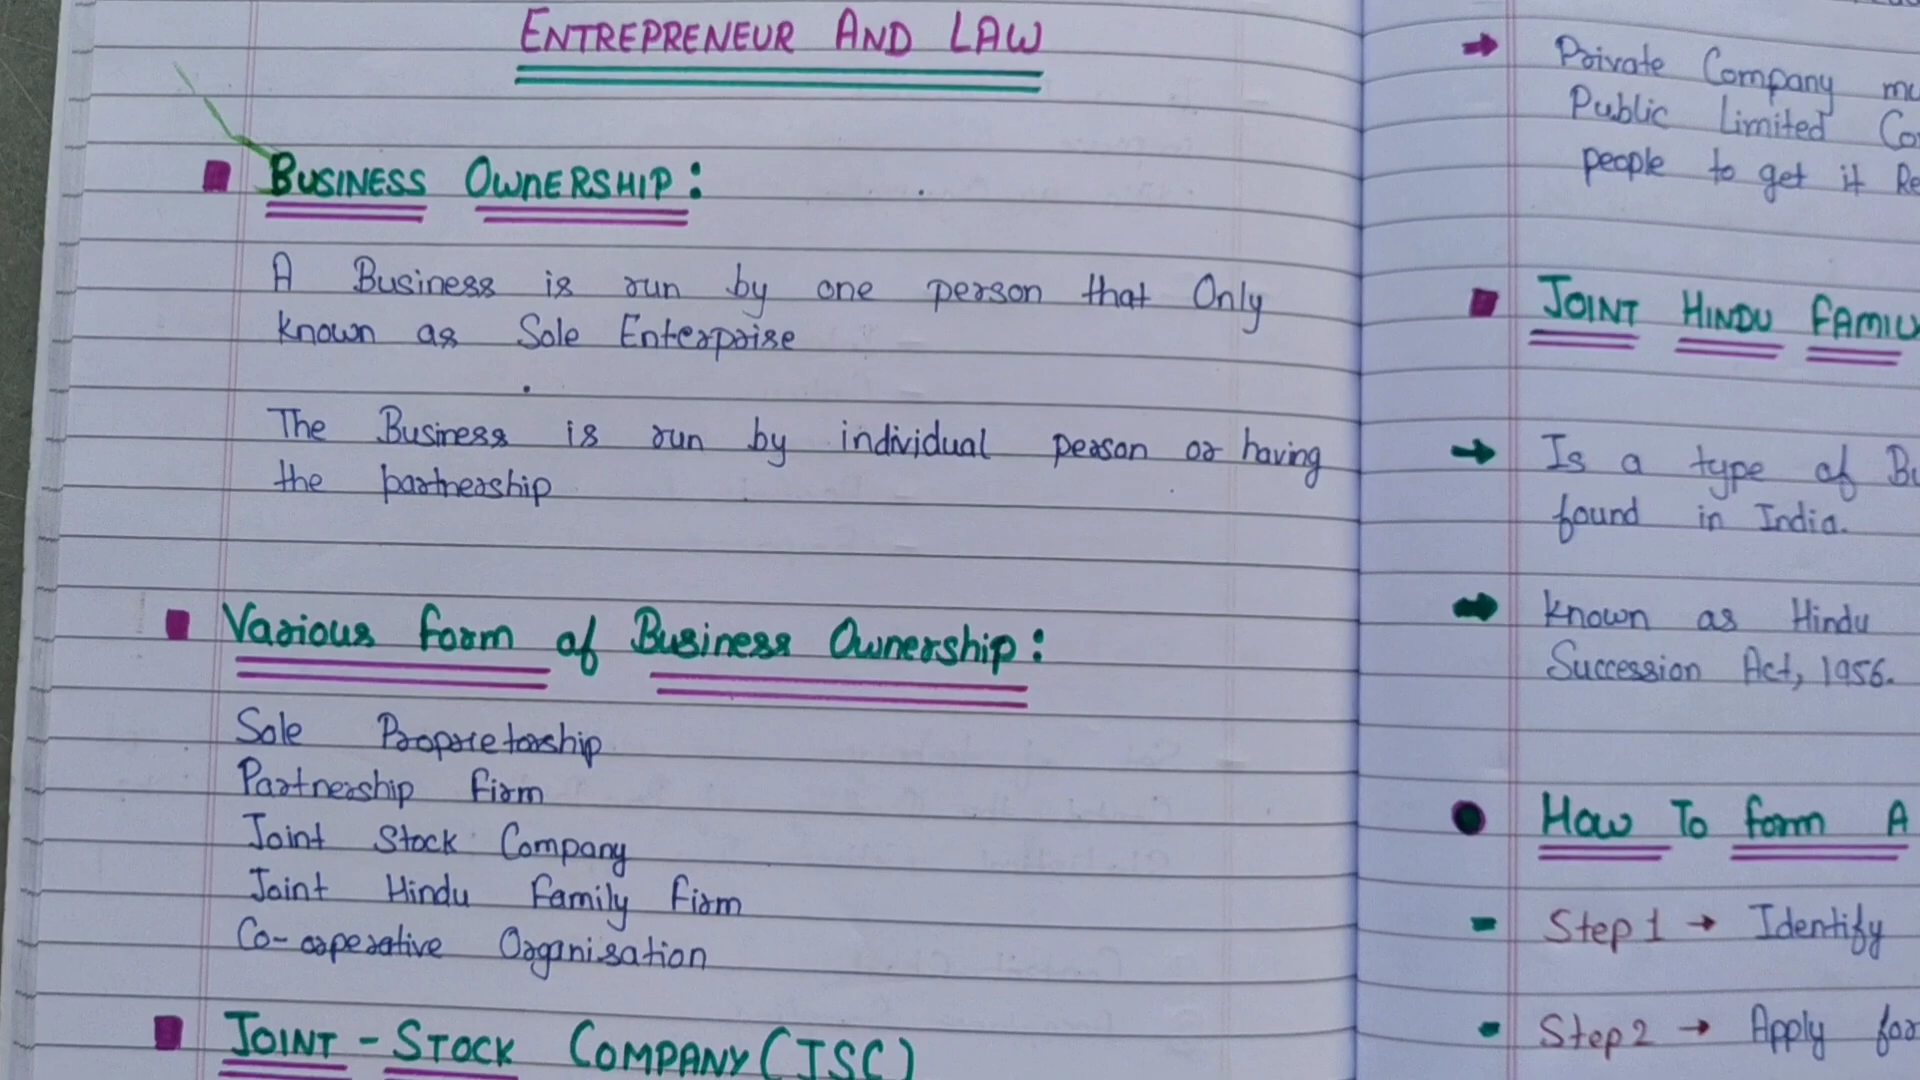 ENTREPRENEUR AND LAW
BUSINESS OWNERSHIP:
A Business is run by one person that Only
known as Sole Enterprise
The Business is run by individual person or having
the partnership
Various form of Business Ownership:
Sole Proprietorship
Partnership firm
Joint Stock Company
Joint Hindu Family Firm
Co-operative Organisation
JOINT-STOCK COMPANY (JSC)
→ Private Company
Public Limited
people to get it
JOINT HINDU
→ Is a type of
found in India.
→ known as Hindu
Succession Act, 1956.
How To form A
- Step 1 → Identify
- Step 2 → Apply for